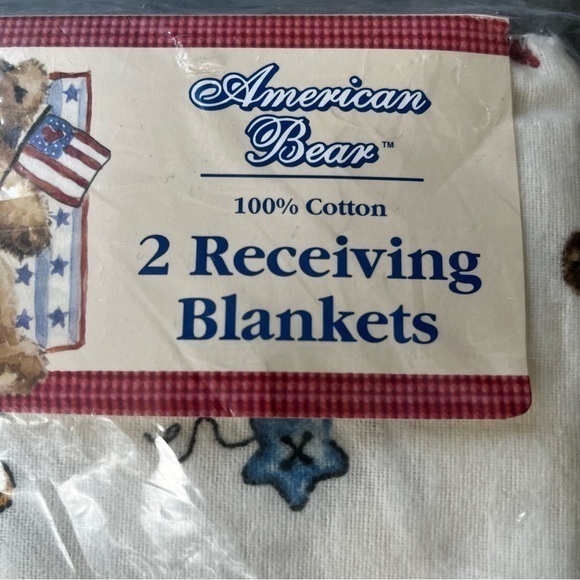 American
Bear™
100% Cotton
2 Receiving
Blankets